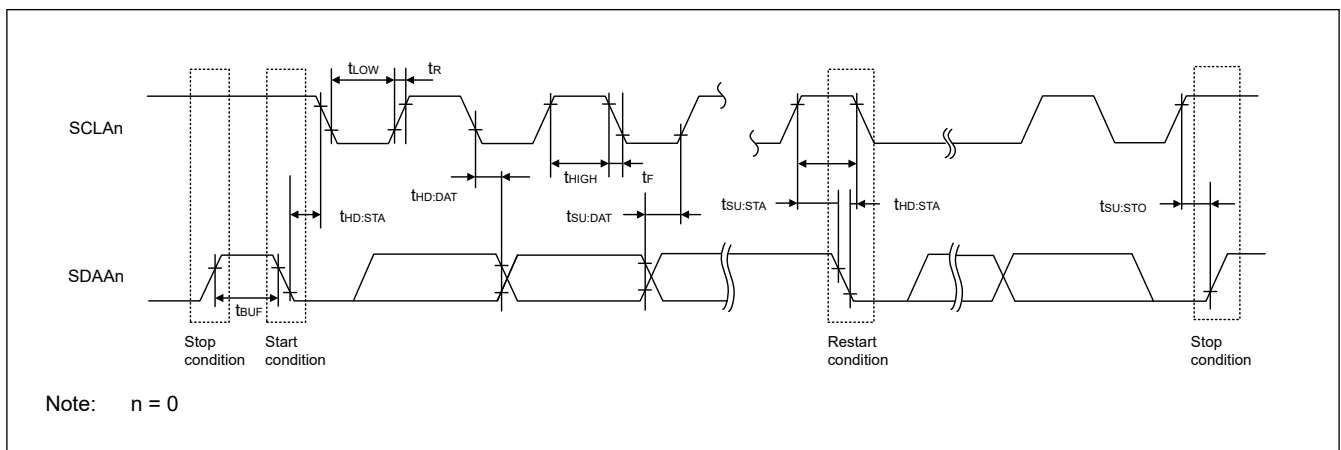 tLOW
tR
SCLAn
tHD:DAT
tHIGH
tF
tHD:STA
tSU:DAT
tSU:STA
tHD:STA
tSU:STO
SDAAn
tBUF
Stop
condition
Start
condition
Restart
condition
Stop
condition
Note: n = 0